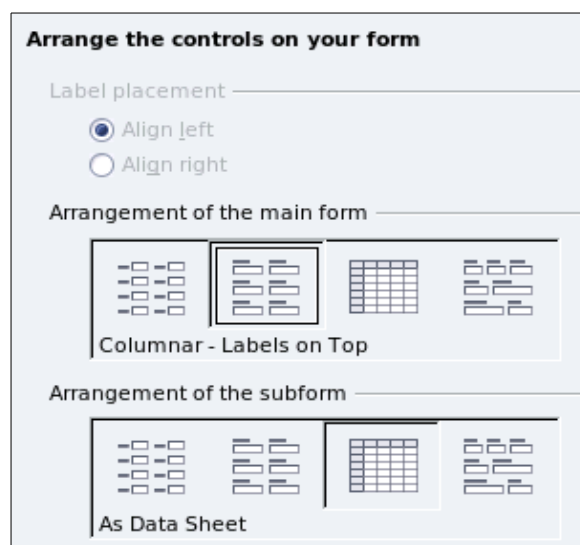 Arrange the controls on your form
Label placement
Align left
Align right
Arrangement of the main form
Columnar - Labels on Top
Arrangement of the subform
As Data Sheet